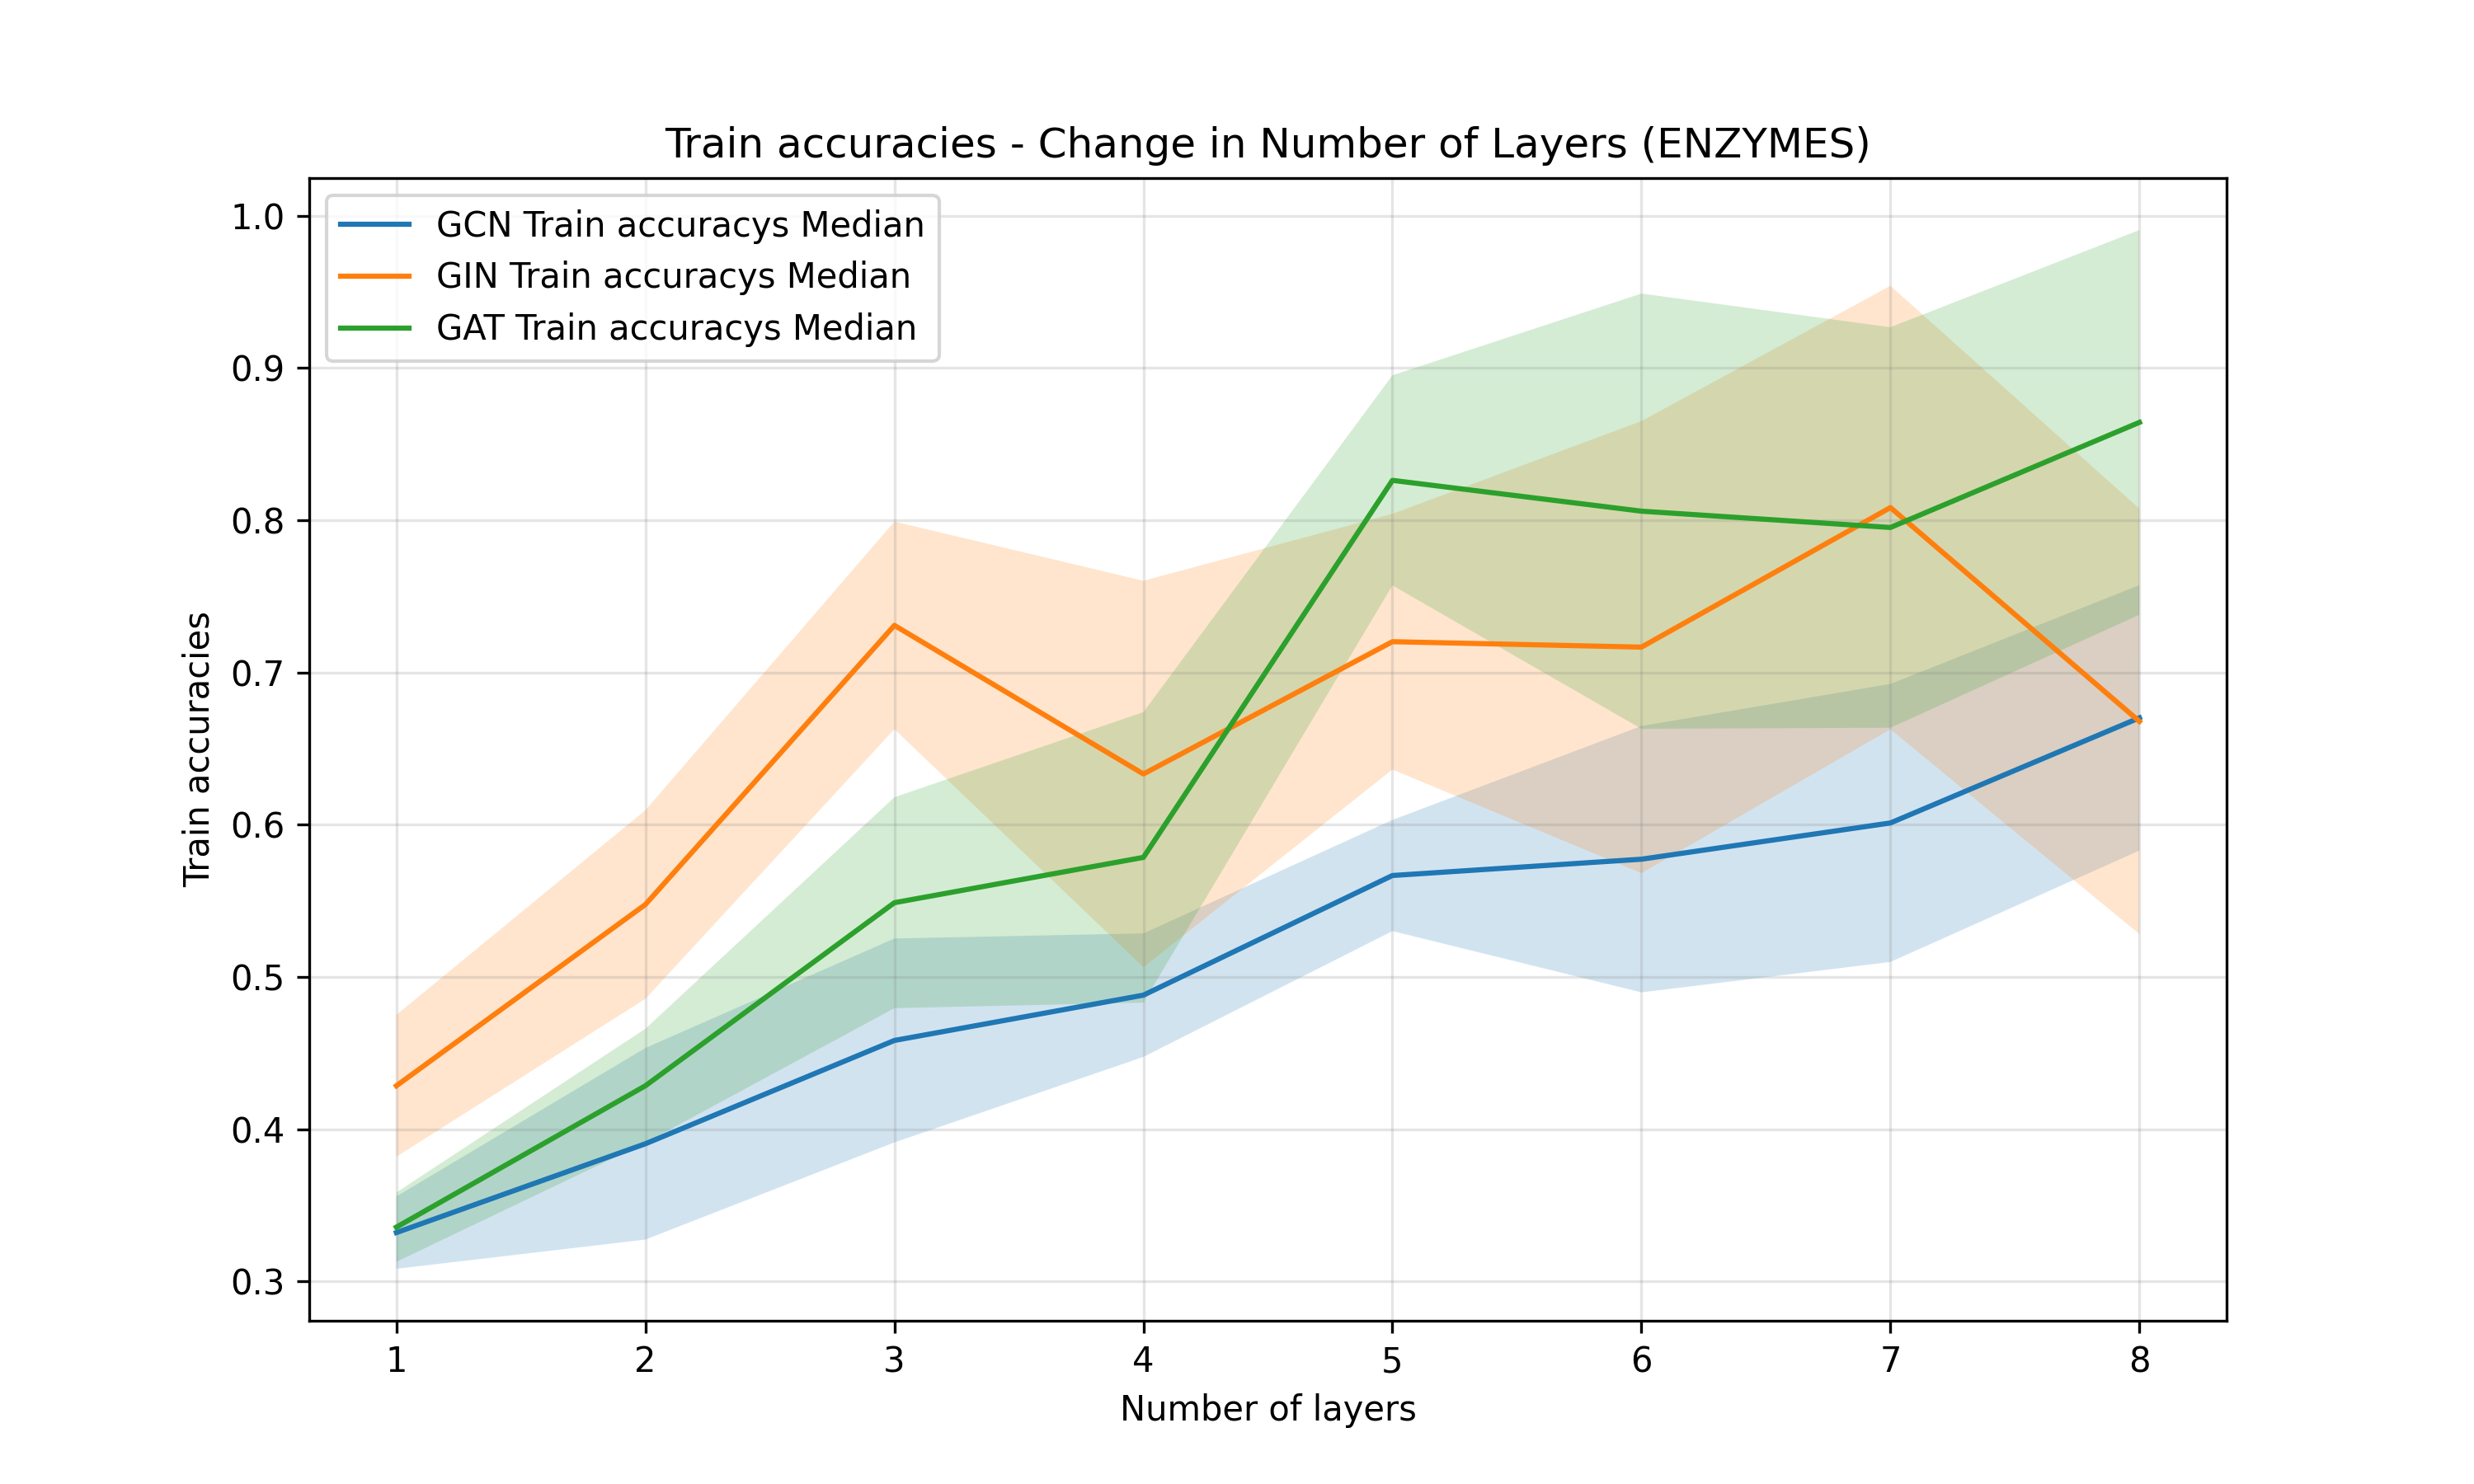 Train accuracies - Change in Number of Layers (ENZYMES)
GCN Train accuracys Median
GIN Train accuracys Median
GAT Train accuracys Median
1.0
0.9
0.8
0.7
0.6
0.5
0.4
0.3
Train accuracies
1 2 3 4 5 6 7 8
Number of layers